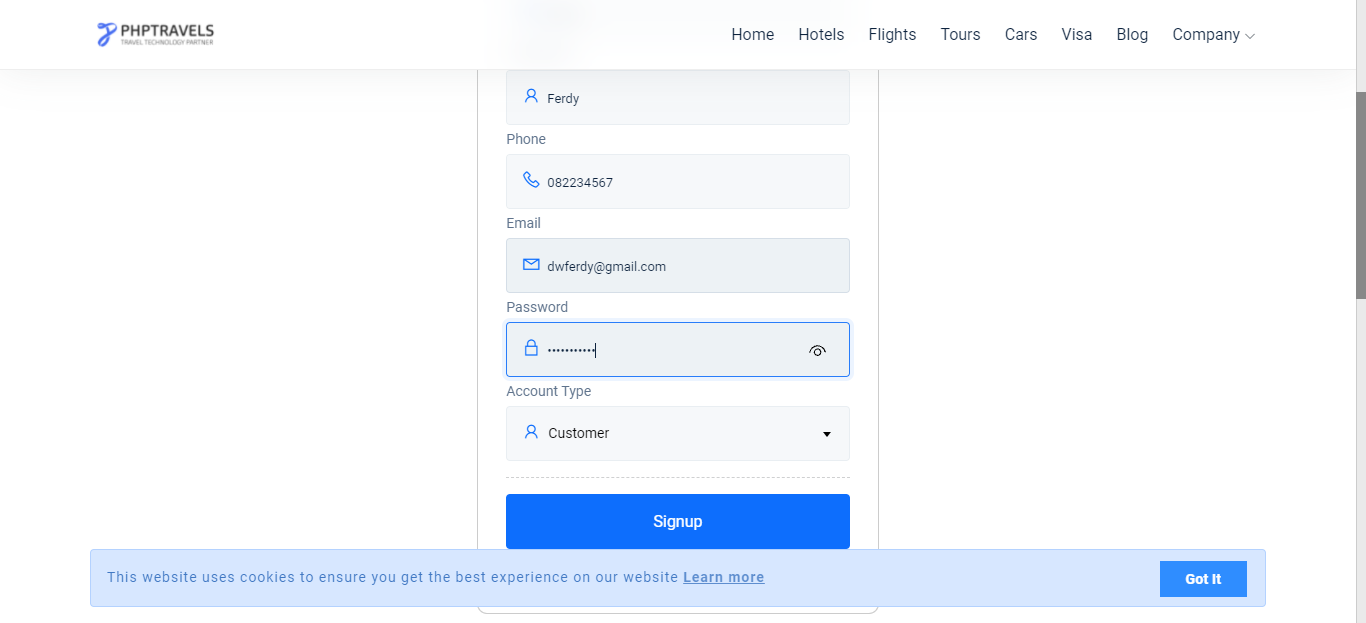 PHPTRAVELS
TRAVEL TECHNOLOGY PARTNER
Home Hotels Flights Tours Cars Visa Blog Company
Ferdy
Phone
082234567
Email
dwferdy@gmail.com
Password
•••••••••••
Account Type
Customer
Signup
This website uses cookies to ensure you get the best experience on our website Learn more
Got It